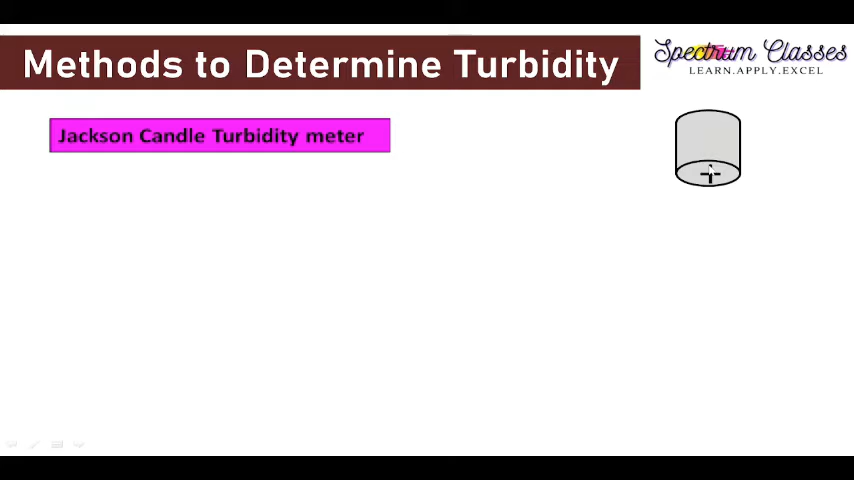 Methods to Determine Turbidity
Spectrum Classes
LEARN.APPLY.EXCEL
Jackson Candle Turbidity meter